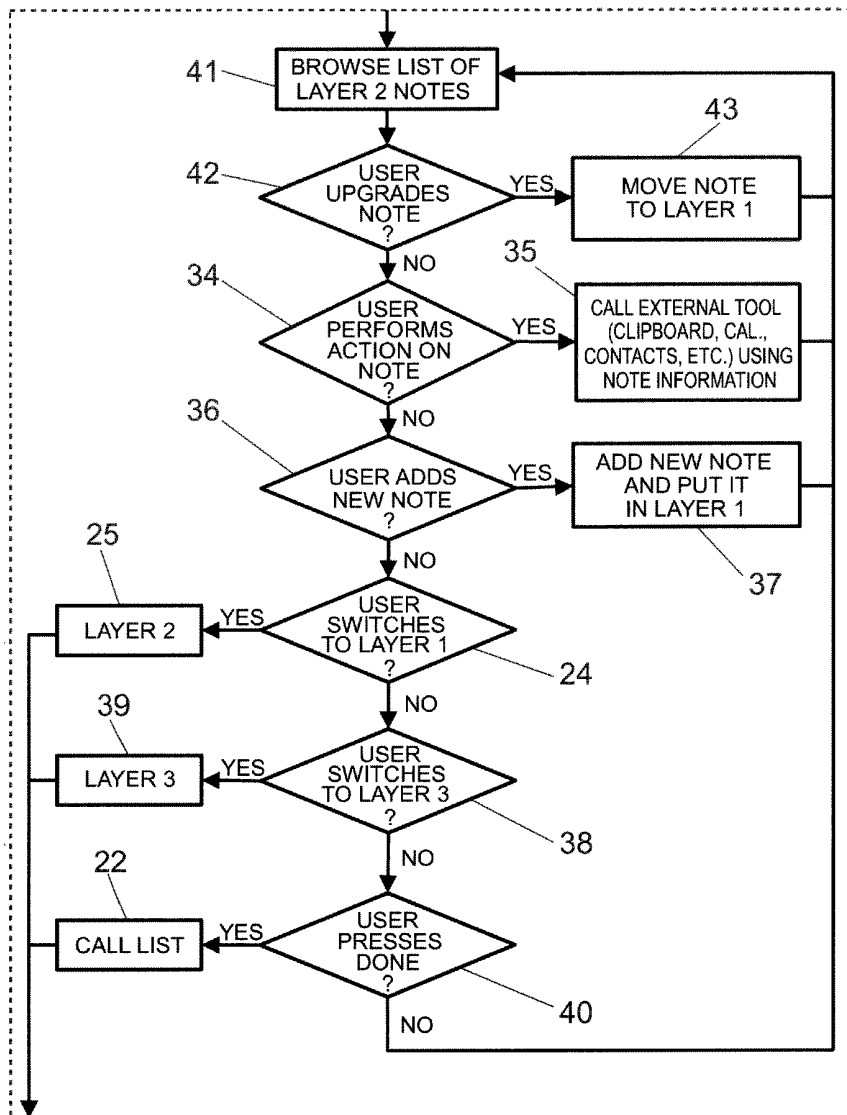 41
BROWSE LIST OF
LAYER 2 NOTES
42
USER
UPGRADES
NOTE
?
YES
43
MOVE NOTE
TO LAYER 1
NO
34
USER
PERFORMS
ACTION ON
NOTE
?
YES
35
CALL EXTERNAL TOOL
(CLIPBOARD, CAL.,
CONTACTS, ETC.) USING
NOTE INFORMATION
NO
36
USER ADDS
NEW NOTE
?
YES
ADD NEW NOTE
AND PUT IT
IN LAYER 1
37
NO
25
LAYER 2
YES
USER
SWITCHES
TO LAYER 1
?
24
NO
39
LAYER 3
YES
USER
SWITCHES
TO LAYER 3
?
38
NO
22
CALL LIST
YES
USER
PRESSES
DONE
?
40
NO